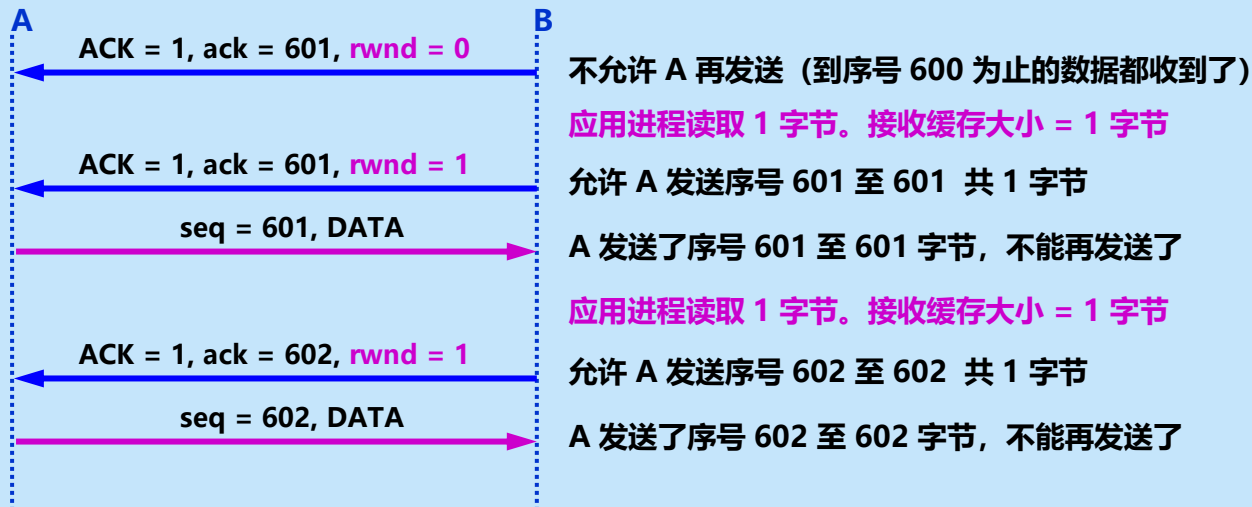 A B
ACK = 1, ack = 601, rwnd = 0
不允许 A 再发送（到序号 600 为止的数据都收到了）
应用进程读取 1 字节。接收缓存大小 = 1 字节
ACK = 1, ack = 601, rwnd = 1
允许 A 发送序号 601 至 601 共 1 字节
seq = 601, DATA
A 发送了序号 601 至 601 字节，不能再发送了
应用进程读取 1 字节。接收缓存大小 = 1 字节
ACK = 1, ack = 602, rwnd = 1
允许 A 发送序号 602 至 602 共 1 字节
seq = 602, DATA
A 发送了序号 602 至 602 字节，不能再发送了